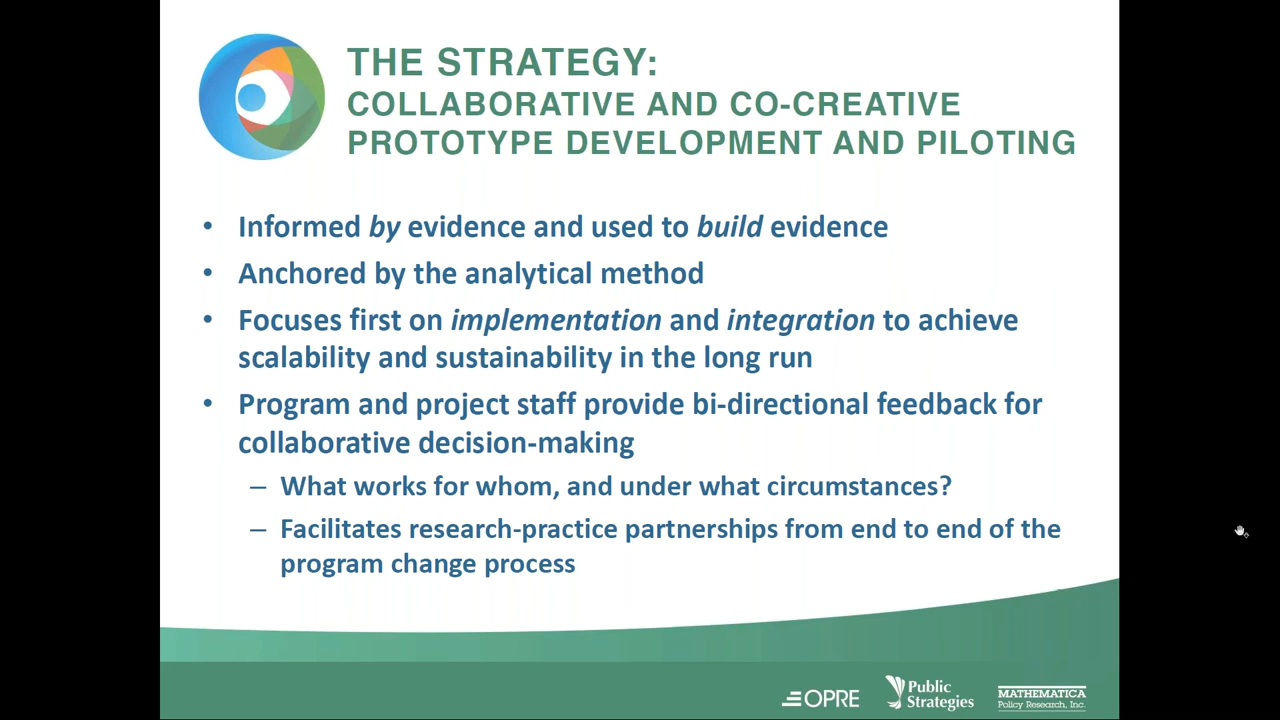 THE STRATEGY:
COLLABORATIVE AND CO-CREATIVE
PROTOTYPE DEVELOPMENT AND PILOTING
• Informed by evidence and used to build evidence
• Anchored by the analytical method
• Focuses first on implementation and integration to achieve
scalability and sustainability in the long run
• Program and project staff provide bi-directional feedback for
collaborative decision-making
– What works for whom, and under what circumstances?
– Facilitates research-practice partnerships from end to end of the
program change process
OPRE
Public
Strategies
MATHEMATICA
Policy Research, Inc.